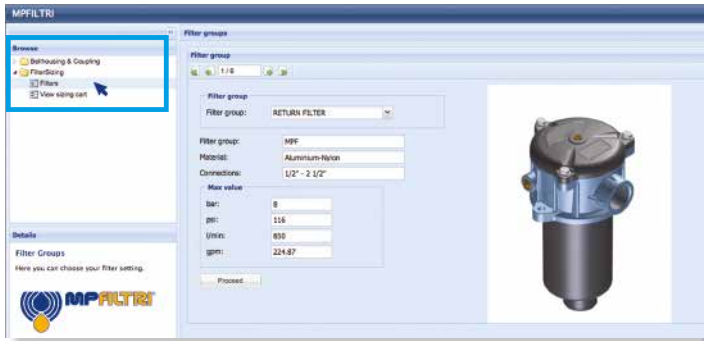 MPFILTRI
Filter groups
Browse
Bellhousing & Coupling
FilterSizing
Filters
View sizing cart
Filter group
1/6
Filter group
Filter group: RETURN FILTER
Filter group: MPF
Material: Aluminium-Nylon
Connections: 1/2" - 2 1/2"
Max value
bar: 8
psi: 116
l/min: 850
gpm: 224.87
Proceed
Details
Filter Groups
Here you can choose your filter setting.
MPFILTRI